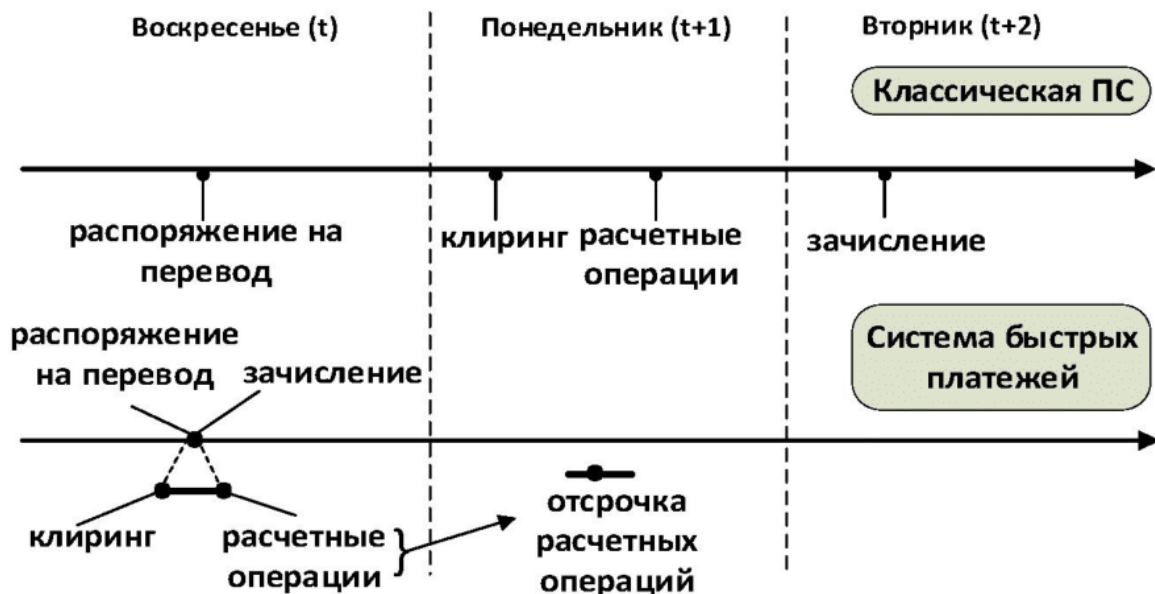 Воскресенье (t)
Понедельник (t+1)
Вторник (t+2)
Классическая ПС
распоряжение на
перевод
клиринг
расчетные
операции
зачисление
распоряжение
на перевод
зачисление
Система быстрых
платежей
клиринг
расчетные
операции
отсрочка
расчетных
операций